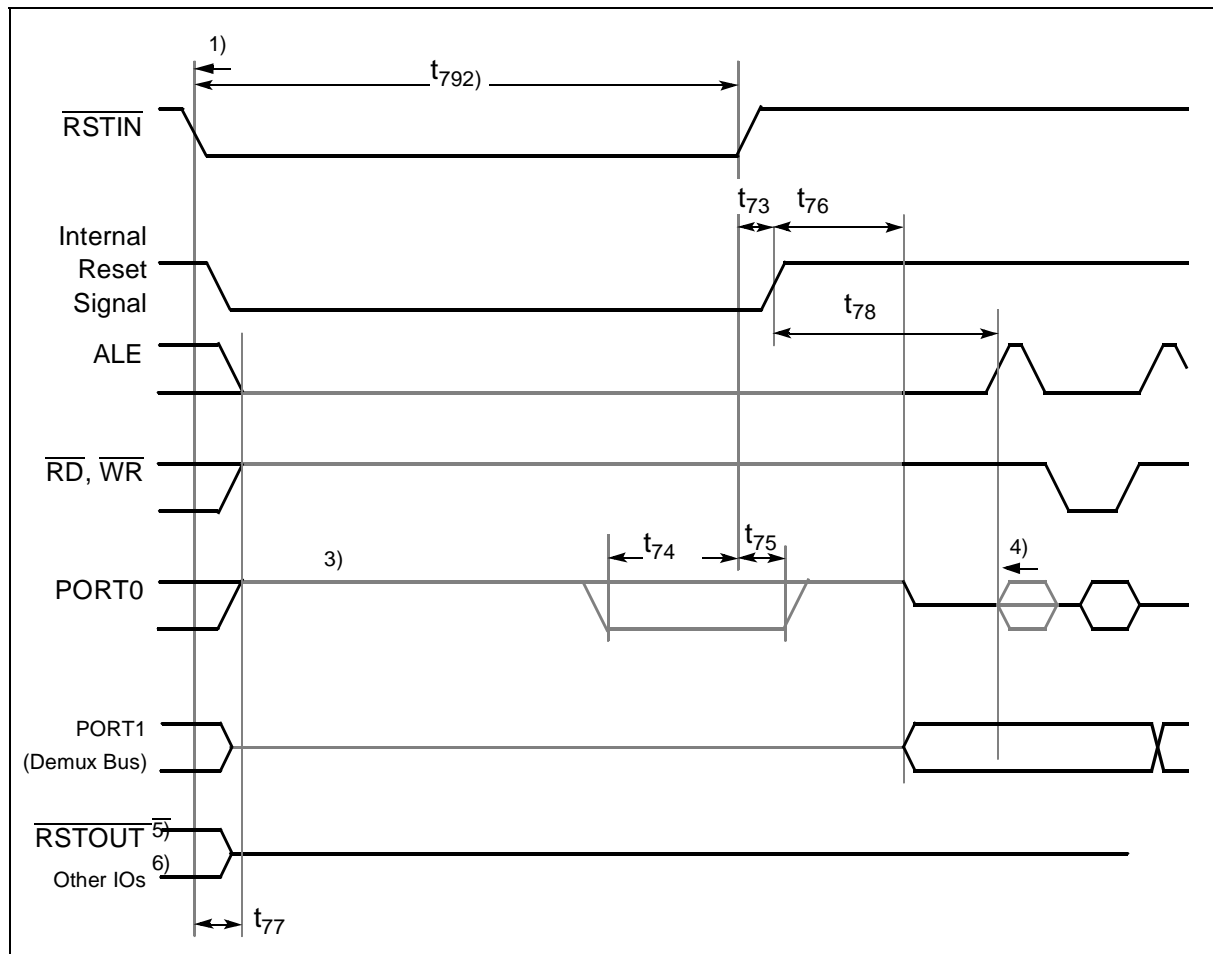 1)
t792)
RSTIN
t73
t76
Internal
Reset
Signal
t78
ALE
RD, WR
t74
t75
3)
4)
PORT0
PORT1
(Demux Bus)
RSTOUT 5)
6)
Other IOs
t77